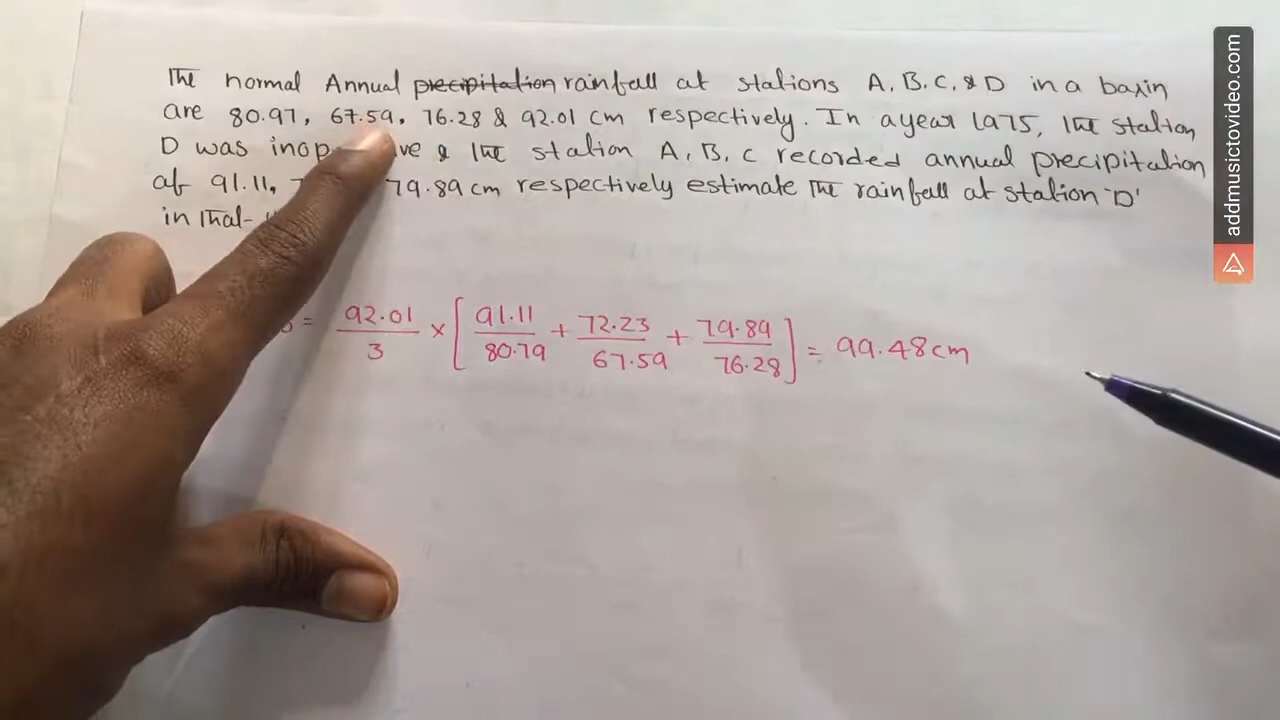 The normal Annual precipitation rainfall at stations A, B, C, & D in a basin
are 80.97, 67.59, 76.28 & 92.01 cm respectively. In a year 1975, the station
D was & the station A, B, C recorded annual precipitation
of 91.11, 79.89 cm respectively estimate the rainfall at station 'D'
in that
= 92.01/3 × [91.11/80.79 + 72.23/67.59 + 79.89/76.28] = 99.48 cm
addmusictovideo.com